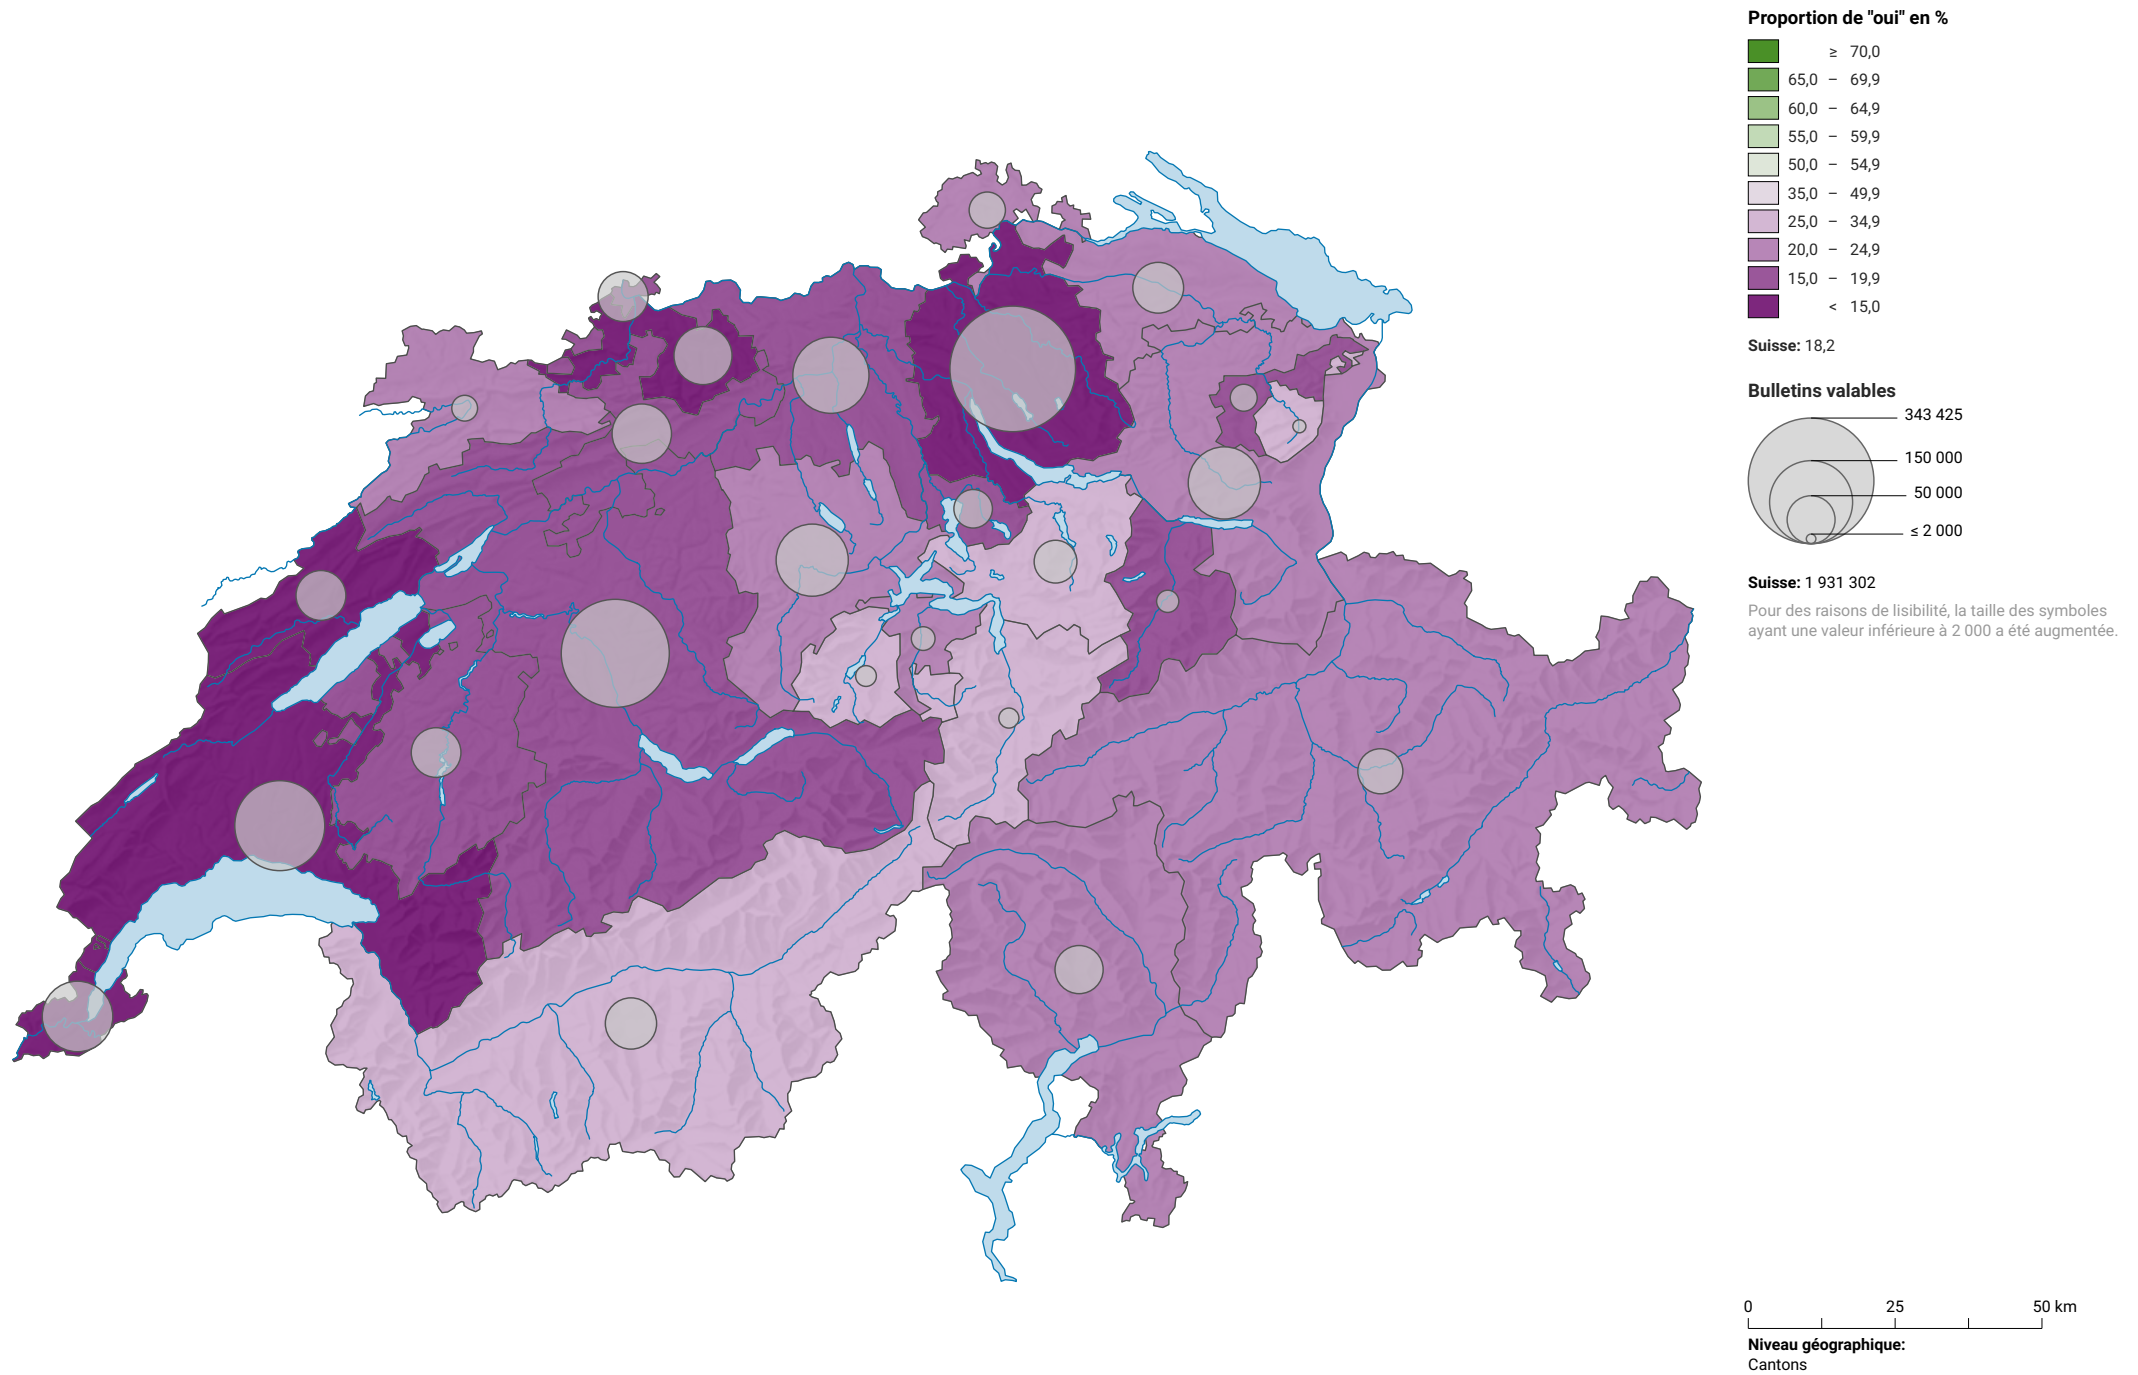 Proportion de "oui" en %
≥ 70,0
65,0 – 69,9
60,0 – 64,9
55,0 – 59,9
50,0 – 54,9
35,0 – 49,9
25,0 – 34,9
20,0 – 24,9
15,0 – 19,9
< 15,0
Suisse: 18,2
Bulletins valables
343 425
150 000
50 000
≤ 2 000
Suisse: 1 931 302
Pour des raisons de lisibilité, la taille des symboles
ayant une valeur inférieure à 2 000 a été augmentée.
0 25 50 km
Niveau géographique:
Cantons